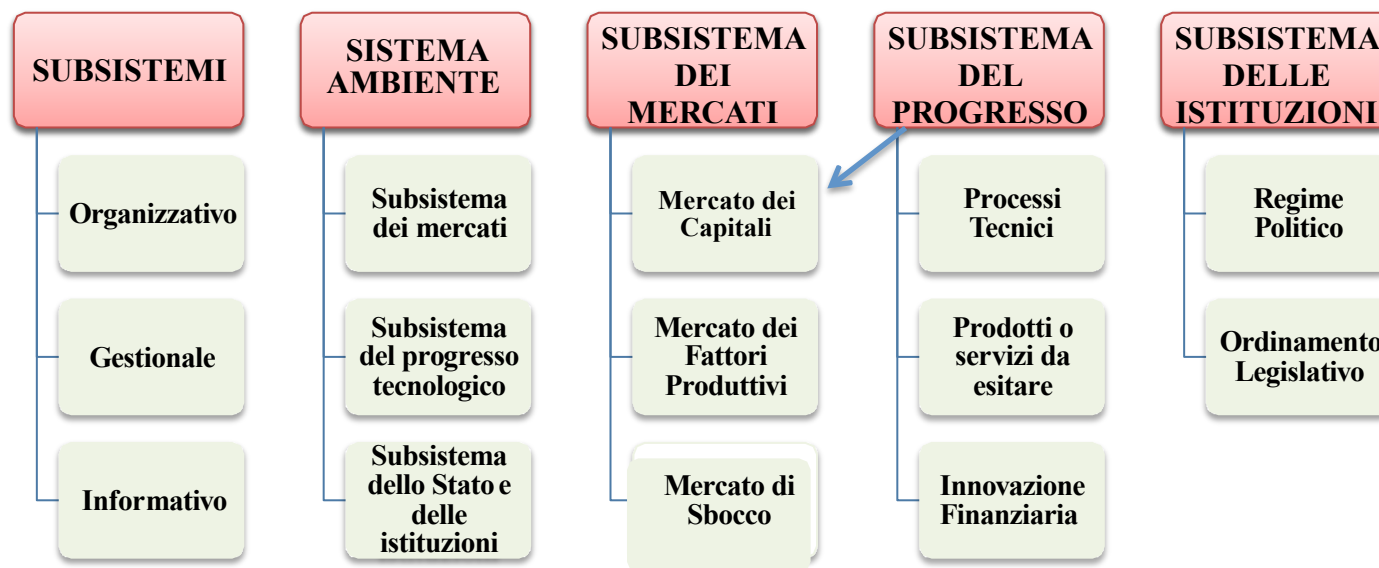 SUBSISTEMI
Organizzativo
Gestionale
Informativo
SISTEMA
AMBIENTE
Subsistema
dei mercati
Subsistema
del progresso
tecnologico
Subsistema
dello Stato e
delle
istituzioni
SUBSISTEMA
DEI
MERCATI
Mercato dei
Capitali
Mercato dei
Fattori
Produttivi
Mercato di
Sbocco
SUBSISTEMA
DEL
PROGRESSO
Processi
Tecnici
Prodotti o
servizi da
esitare
Innovazione
Finanziaria
SUBSISTEMA
DELLE
ISTITUZIONI
Regime
Politico
Ordinamento
Legislativo